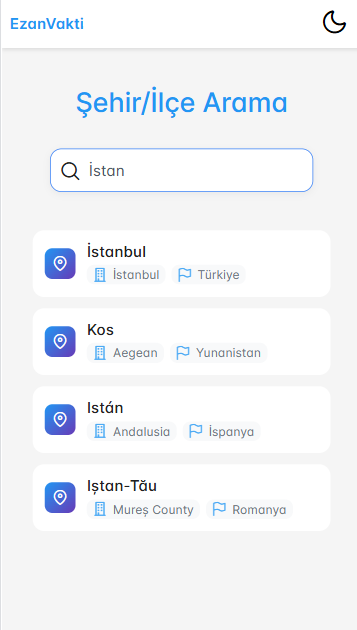 EzanVakti
Şehir/İlçe Arama
İstan
İstanbul
İstanbul Türkiye
Kos
Aegean Yunanistan
Istán
Andalusia İspanya
Iștan-Tău
Mureș County Romanya